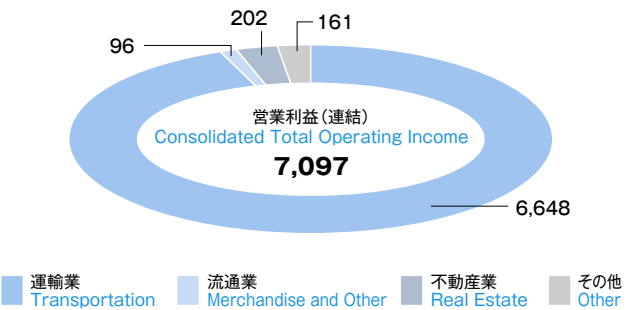 202
161
96
営業利益（連結）
Consolidated Total Operating Income
7,097
6,648
運輸業
Transportation
流通業
Merchandise and Other
不動産業
Real Estate
その他
Other